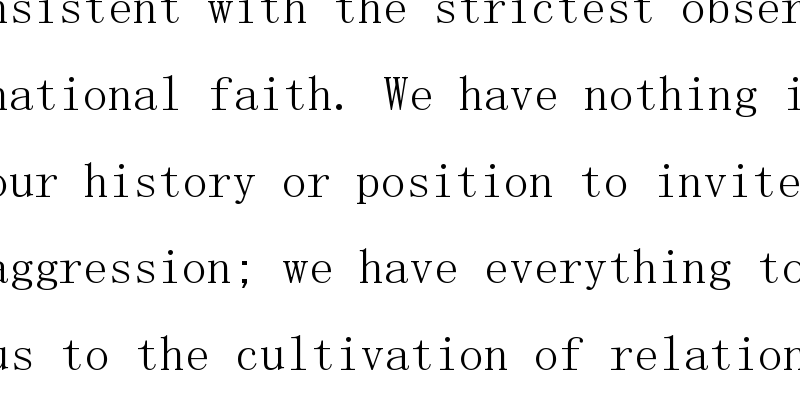 nsistent with the strictest obser
national faith. We have nothing i
our history or position to invite
aggression; we have everything to
us to the cultivation of relation